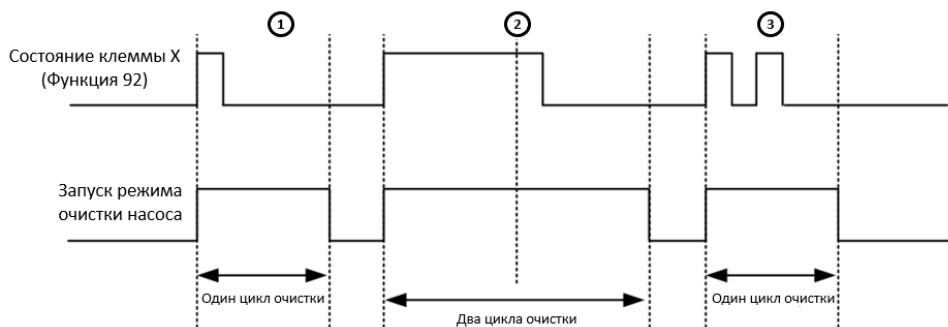 1
2
3
Состояние клеммы X
(Функция 92)
Запуск режима
очистки насоса
Один цикл очистки
Два цикла очистки
Один цикл очистки